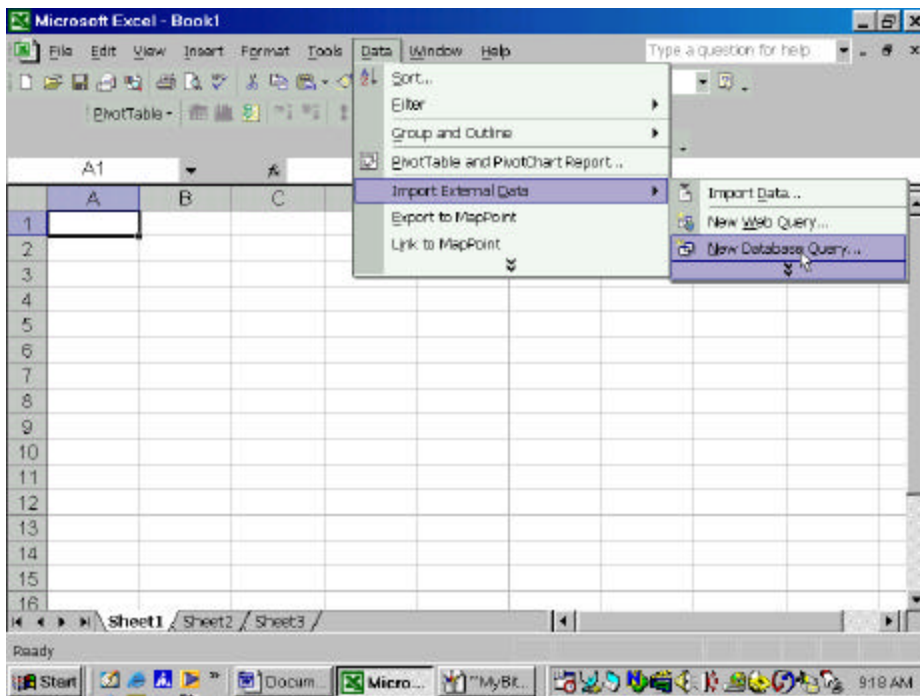 Microsoft Excel - Book1
File Edit View Insert Format Tools Data Window Help Type a question for help
Sort...
Filter
PivotTable
Group and Outline
PivotTable and PivotChart Report...
A1 fx
Import External Data
Import Data...
A B C
Export to MapPoint
New Web Query...
1
Link to MapPoint
New Database Query...
2
3
4
5
6
7
8
9
10
11
12
13
14
15
16
Sheet1 Sheet2 Sheet3
Ready
Start Docum... Micro... "MyBit... 9:18 AM